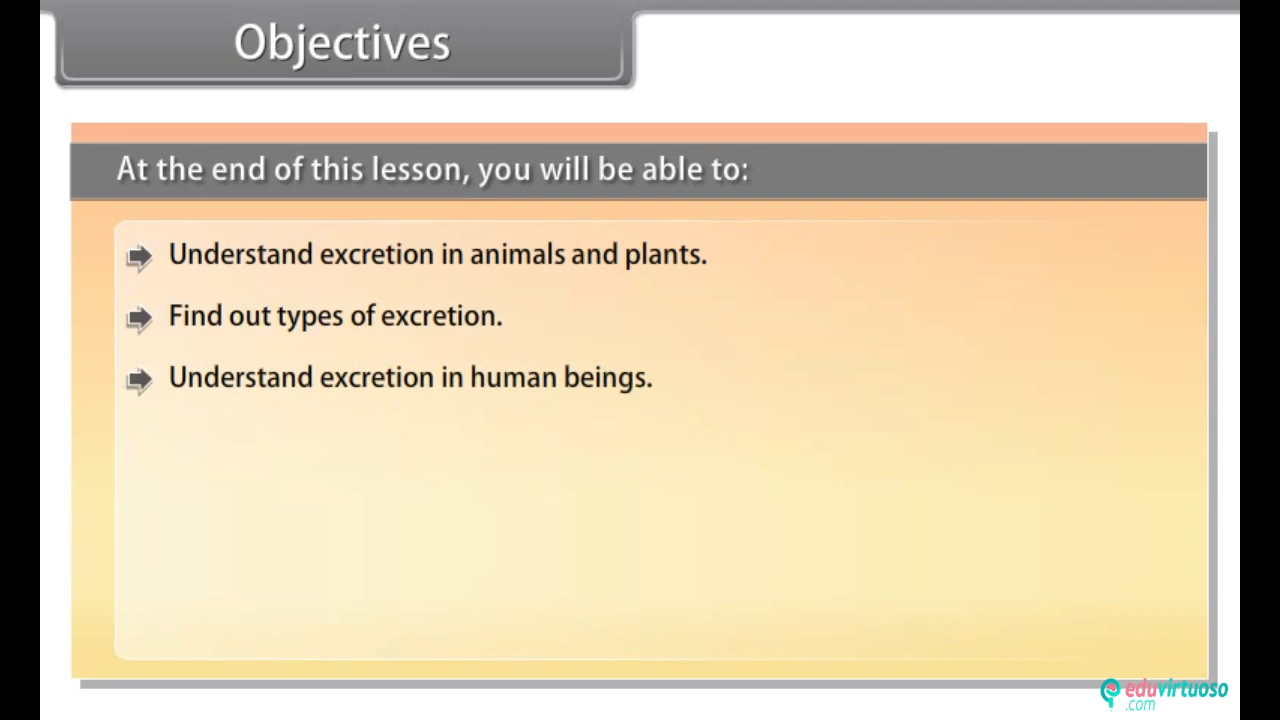 Objectives
At the end of this lesson, you will be able to:
Understand excretion in animals and plants.
Find out types of excretion.
Understand excretion in human beings.
eduvirtuoso
.com